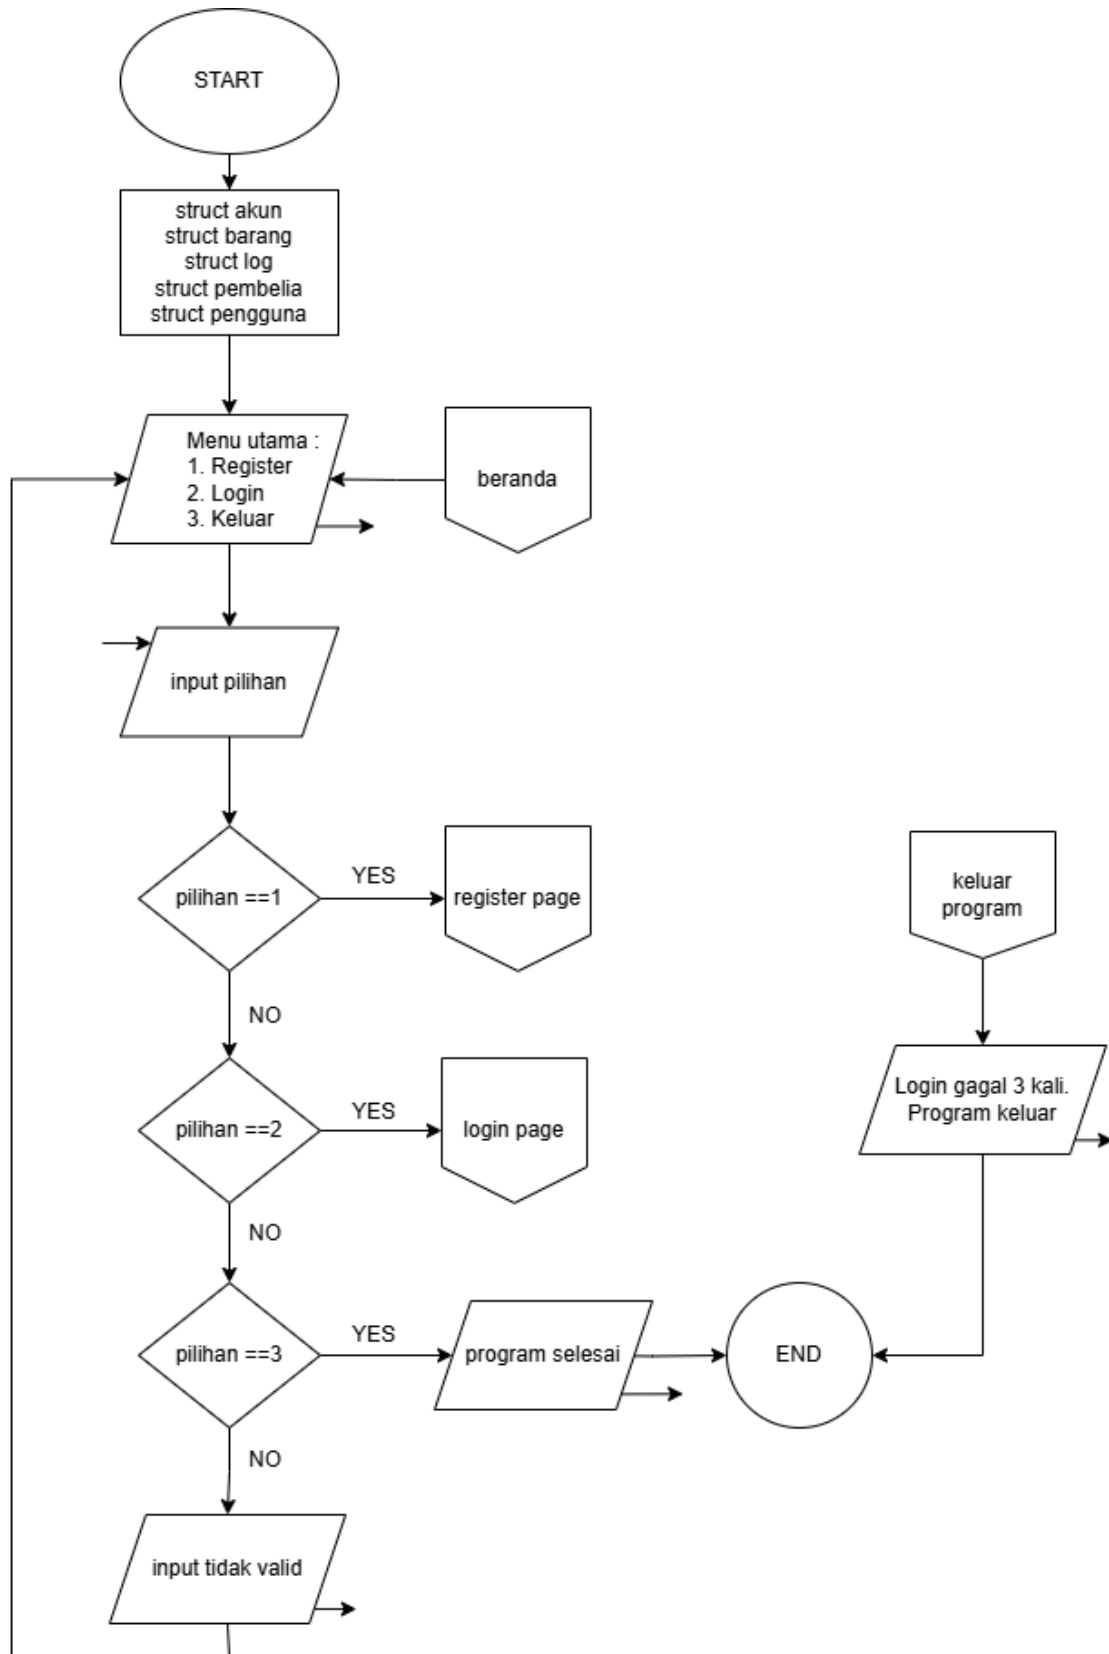 START
struct akun
struct barang
struct log
struct pembelia
struct pengguna
Menu utama :
1. Register
2. Login
3. Keluar
beranda
input pilihan
pilihan ==1
YES
register page
NO
pilihan ==2
YES
login page
NO
pilihan ==3
YES
program selesai
END
NO
input tidak valid
keluar
program
Login gagal 3 kali.
Program keluar